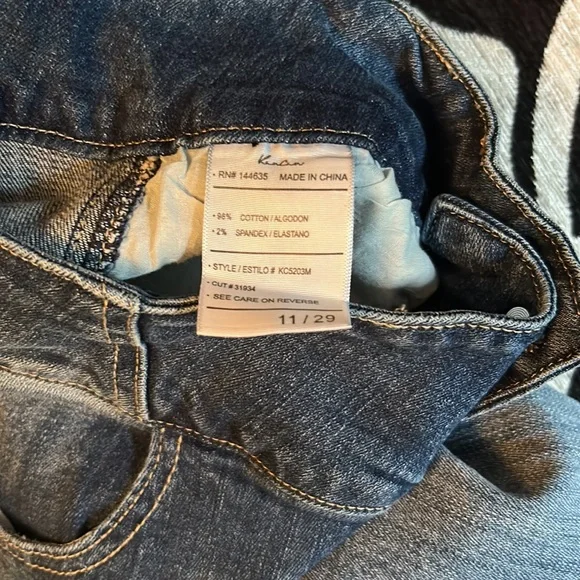 KanCan
• RN# 144635 MADE IN CHINA
• 98% COTTON / ALGODON
• 2% SPANDEX / ELASTANO
• STYLE / ESTILO # KC5203M
• CUT # 31934
• SEE CARE ON REVERSE
11 / 29